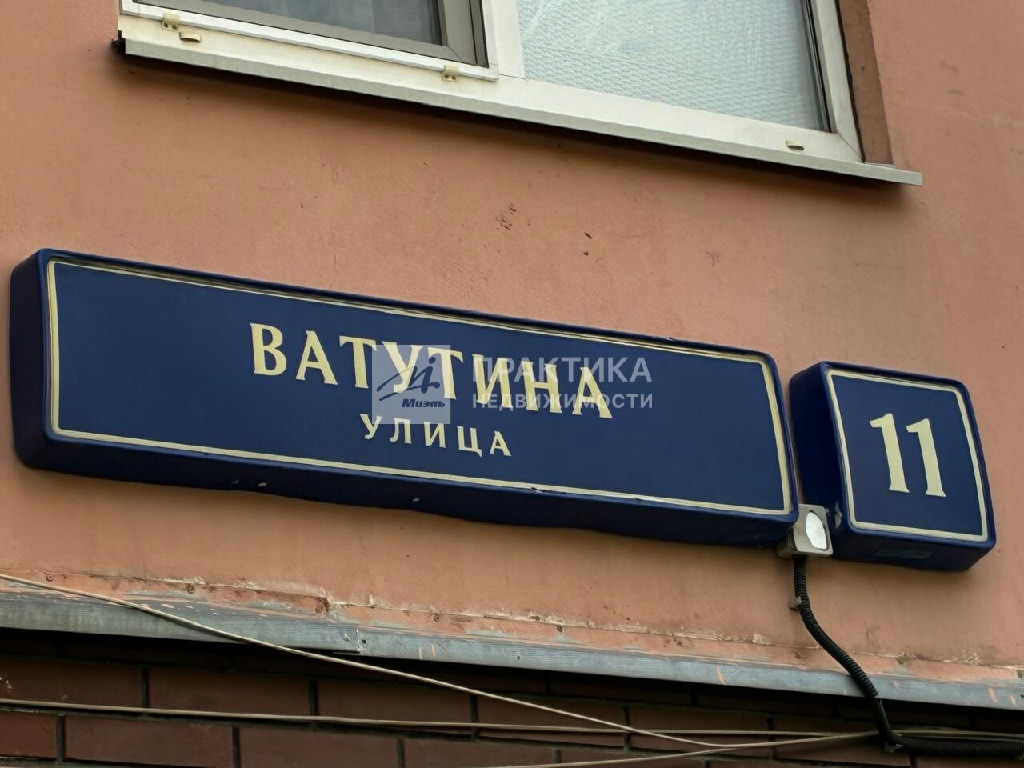 ВАТУТИНА
УЛИЦА
11
Миэль
ПРАКТИКА
НЕДВИЖИМОСТИ